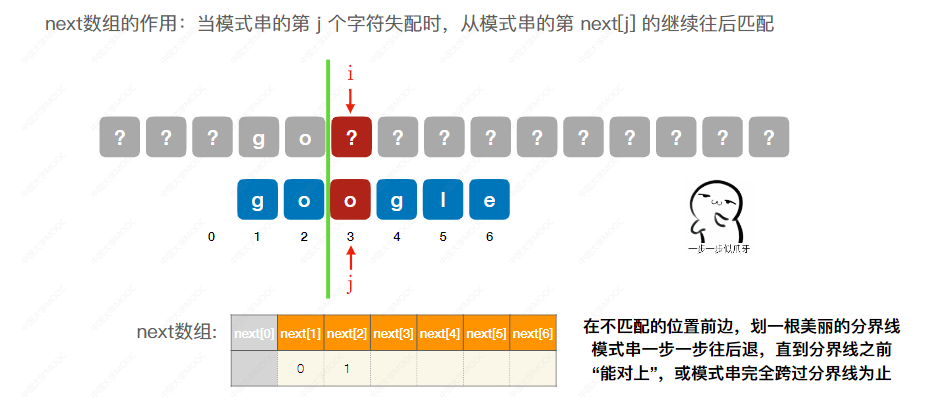 next数组的作用：当模式串的第 j 个字符失配时，从模式串的第 next[j] 的继续往后匹配
i
? ? ? g o ? ? ? ? ? ? ? ? ? ?
g o o g l e
0 1 2 3 4 5 6
j
一步一步似爪牙
next数组:
next[0] next[1] next[2] next[3] next[4] next[5] next[6]
0 1
在不匹配的位置前边，划一根美丽的分界线
模式串一步一步往后退，直到分界线之前
“能对上”，或模式串完全跨过分界线为止